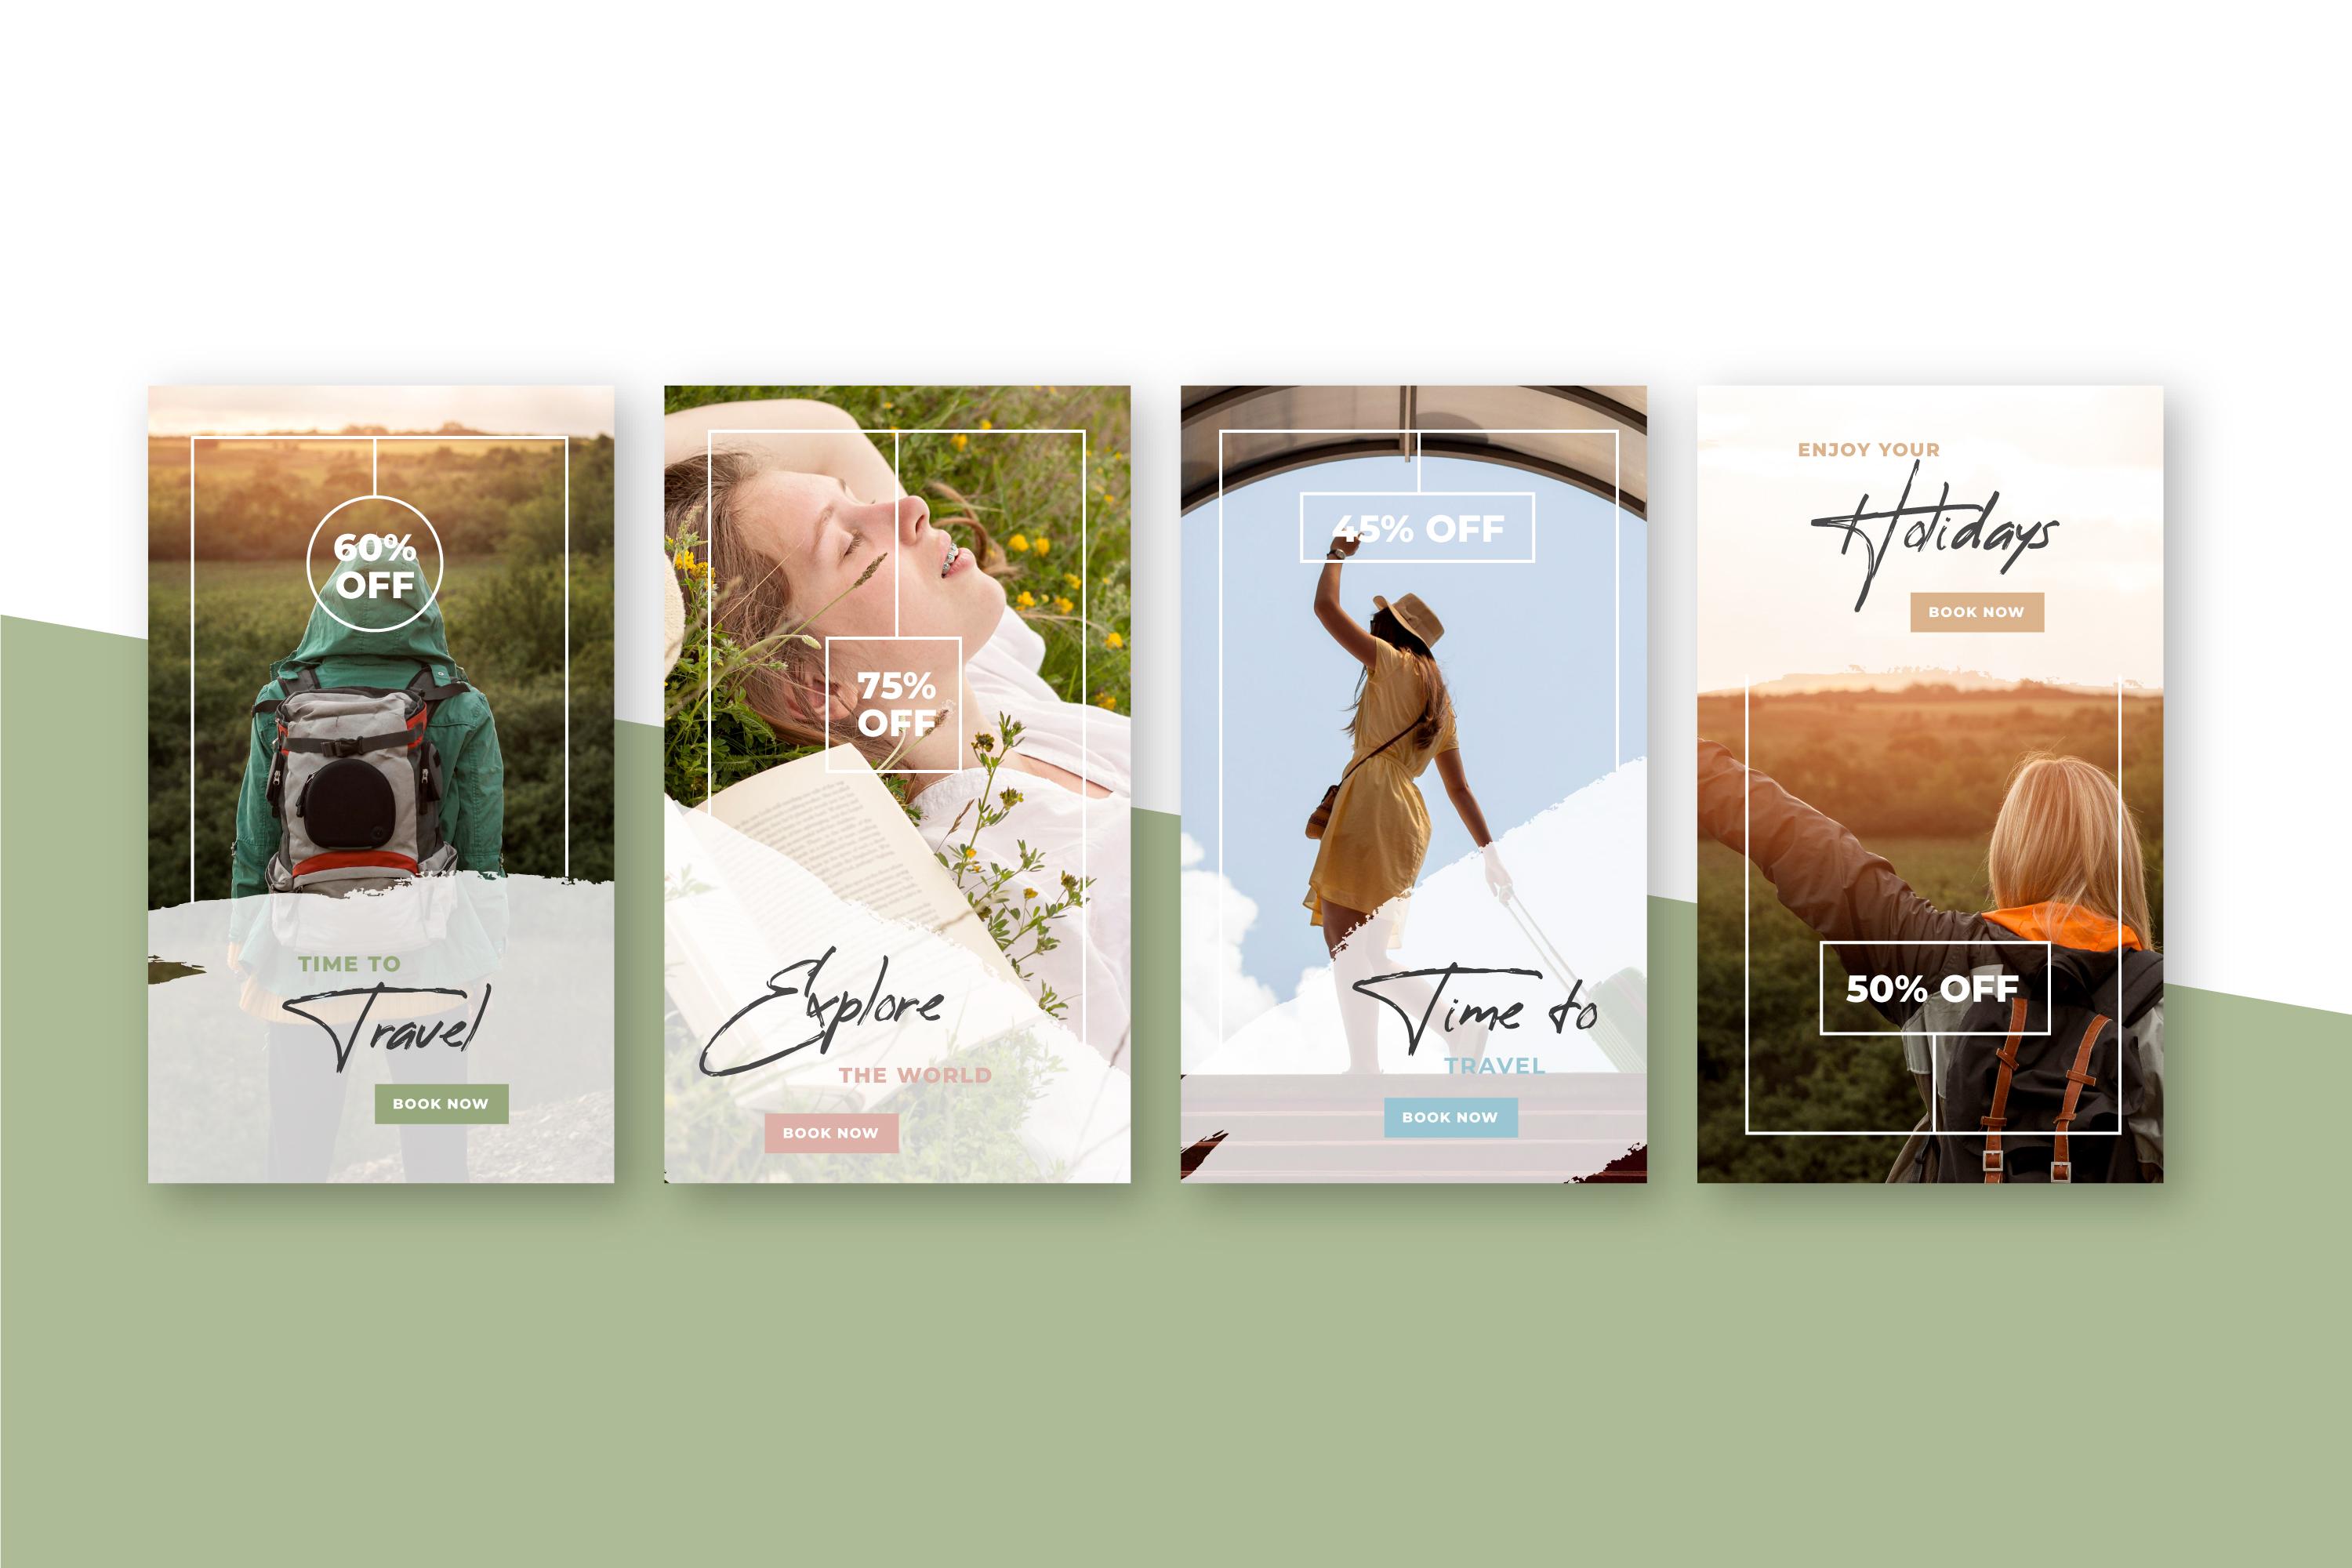 60%
OFF
TIME TO
Travel
BOOK NOW
75%
OFF
Explore
THE WORLD
BOOK NOW
45% OFF
Time to
TRAVEL
BOOK NOW
ENJOY YOUR
Holidays
BOOK NOW
50% OFF